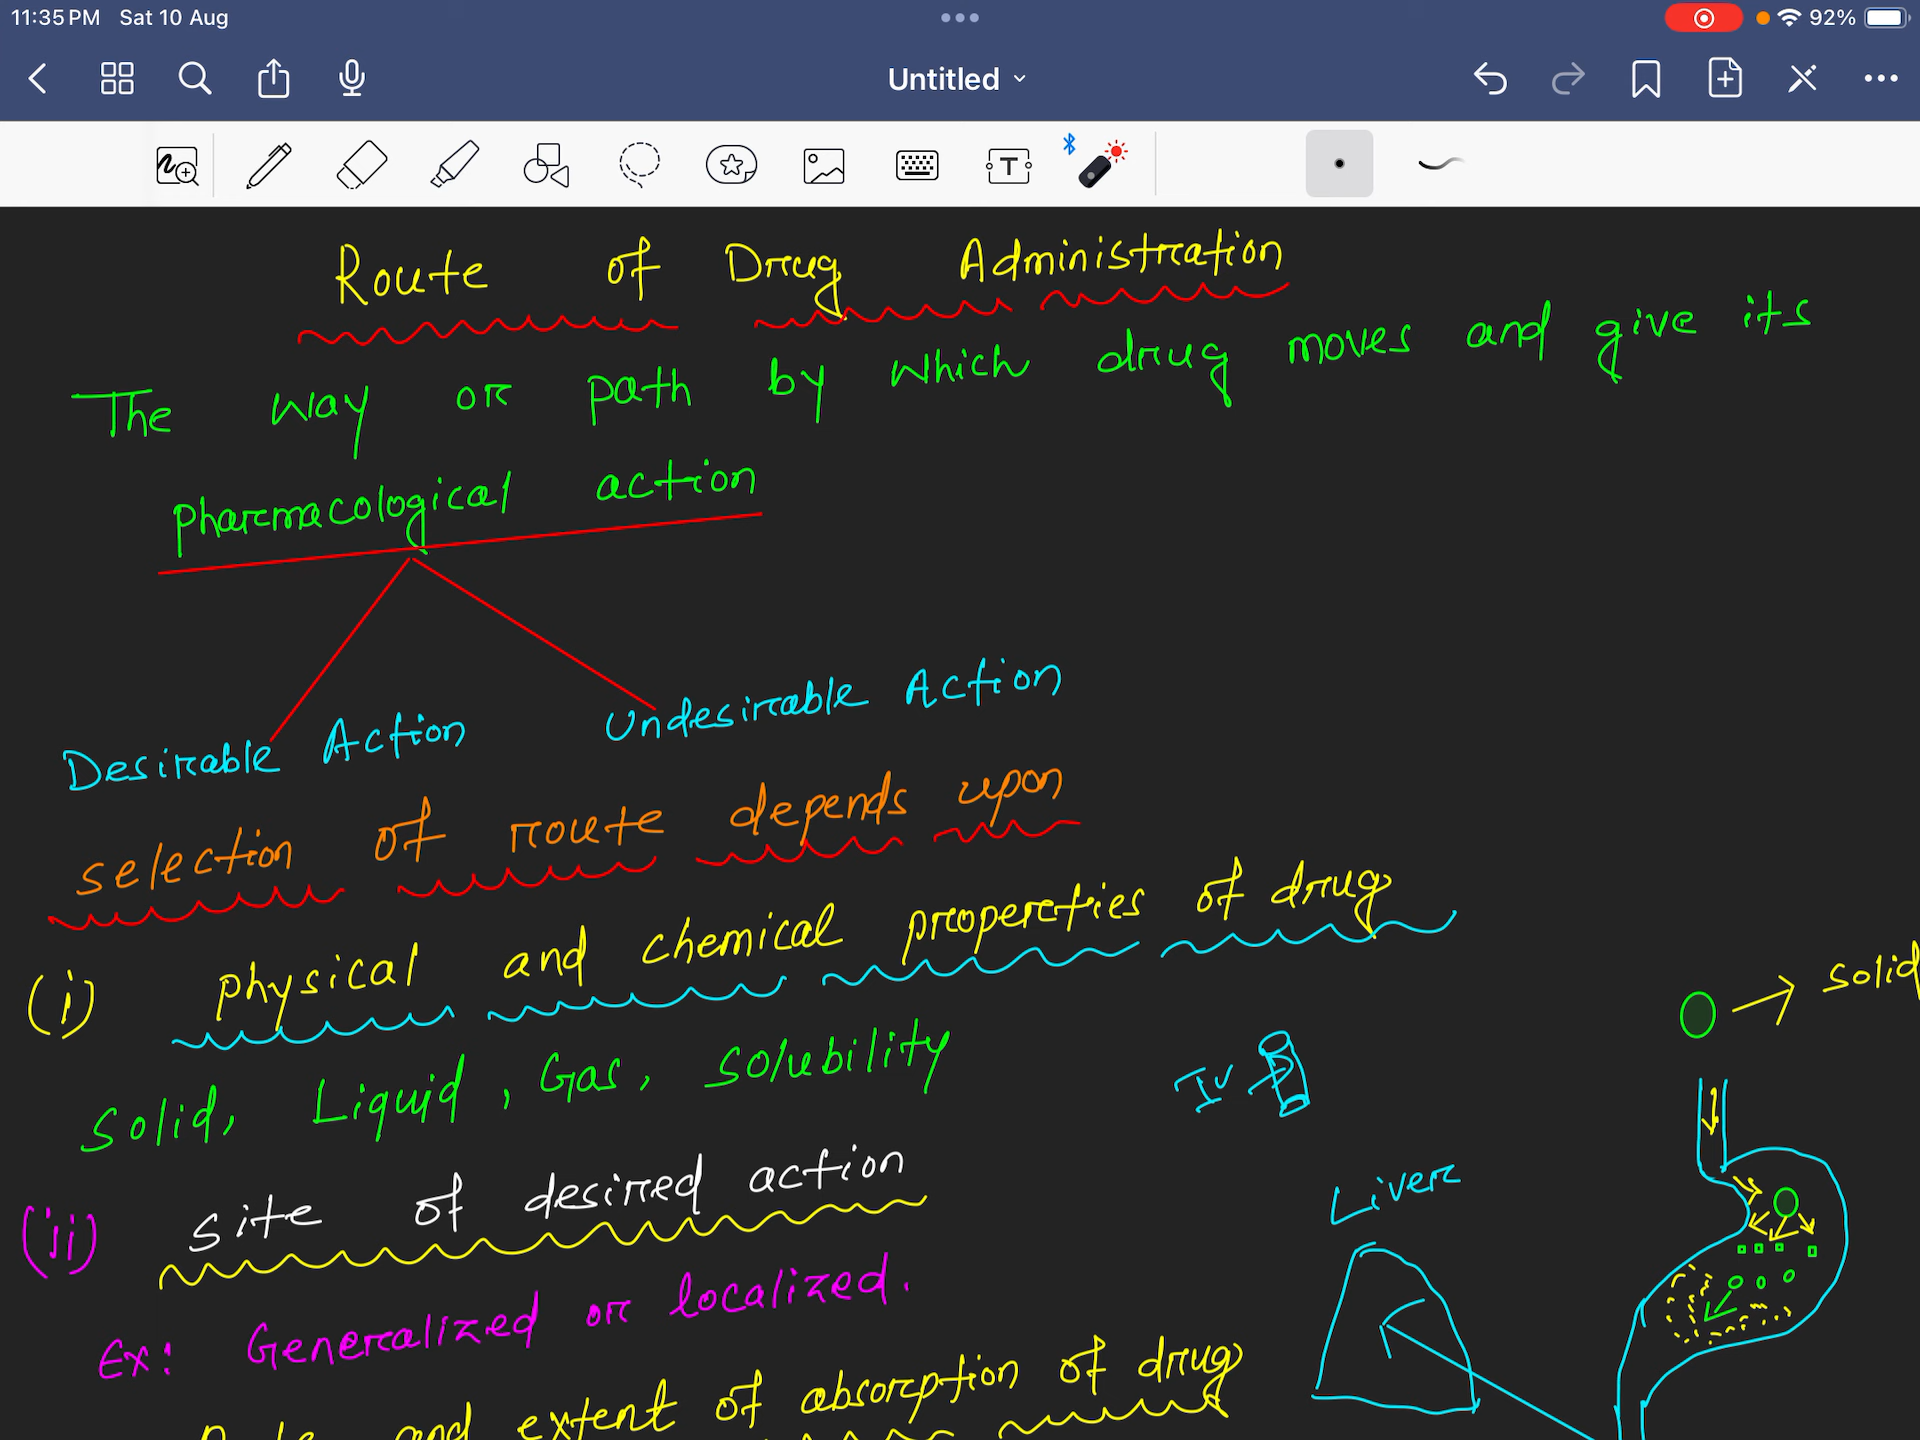 11:35 PM Sat 10 Aug
92%
Untitled
T
Route of Drug Administration
The way or path by which drug moves and give its
pharmacological action
Desirable Action Undesirable Action
selection of route depends upon
(i) physical and chemical properties of drug
solid
Solid, Liquid, Gas, solubility
IV
(ii) site of desired action
Liver
Ex: Generalized or localized.
and extent of absorption of drug